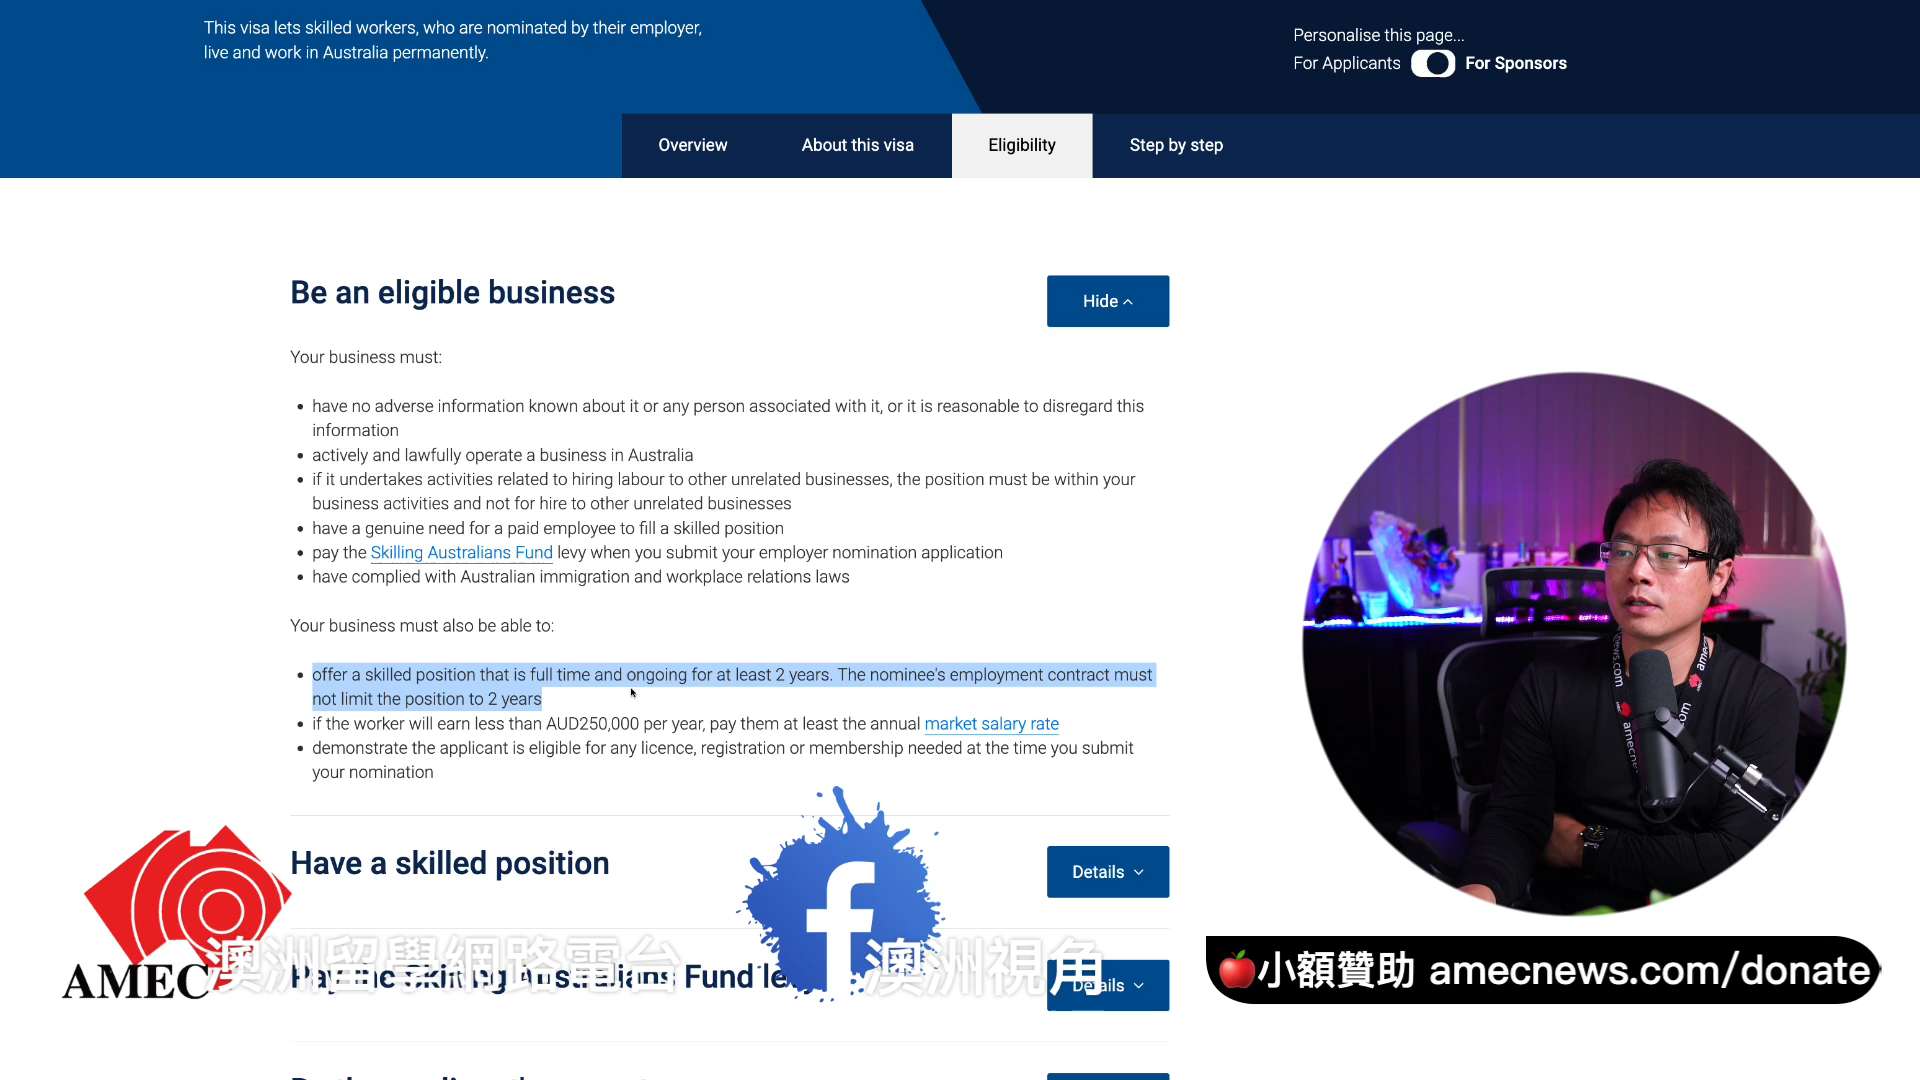 This visa lets skilled workers, who are nominated by their employer,
live and work in Australia permanently.
Personalise this page...
For Applicants For Sponsors
Overview About this visa Eligibility Step by step
Be an eligible business
Hide
Your business must:
have no adverse information known about it or any person associated with it, or it is reasonable to disregard this
information
actively and lawfully operate a business in Australia
if it undertakes activities related to hiring labour to other unrelated businesses, the position must be within your
business activities and not for hire to other unrelated businesses
have a genuine need for a paid employee to fill a skilled position
pay the Skilling Australians Fund levy when you submit your employer nomination application
have complied with Australian immigration and workplace relations laws
Your business must also be able to:
offer a skilled position that is full time and ongoing for at least 2 years. The nominee's employment contract must
not limit the position to 2 years
if the worker will earn less than AUD250,000 per year, pay them at least the annual market salary rate
demonstrate the applicant is eligible for any licence, registration or membership needed at the time you submit
your nomination
Have a skilled position
Details
Pay the Skilling Australians Fund levy
Details
AMEC
澳洲留學網路電台
f
澳洲視角
小額贊助 amecnews.com/donate